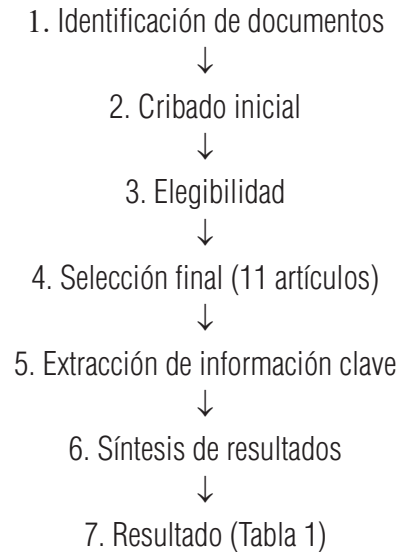 1. Identificación de documentos
↓
2. Cribado inicial
↓
3. Elegibilidad
↓
4. Selección final (11 artículos)
↓
5. Extracción de información clave
↓
6. Síntesis de resultados
↓
7. Resultado (Tabla 1)